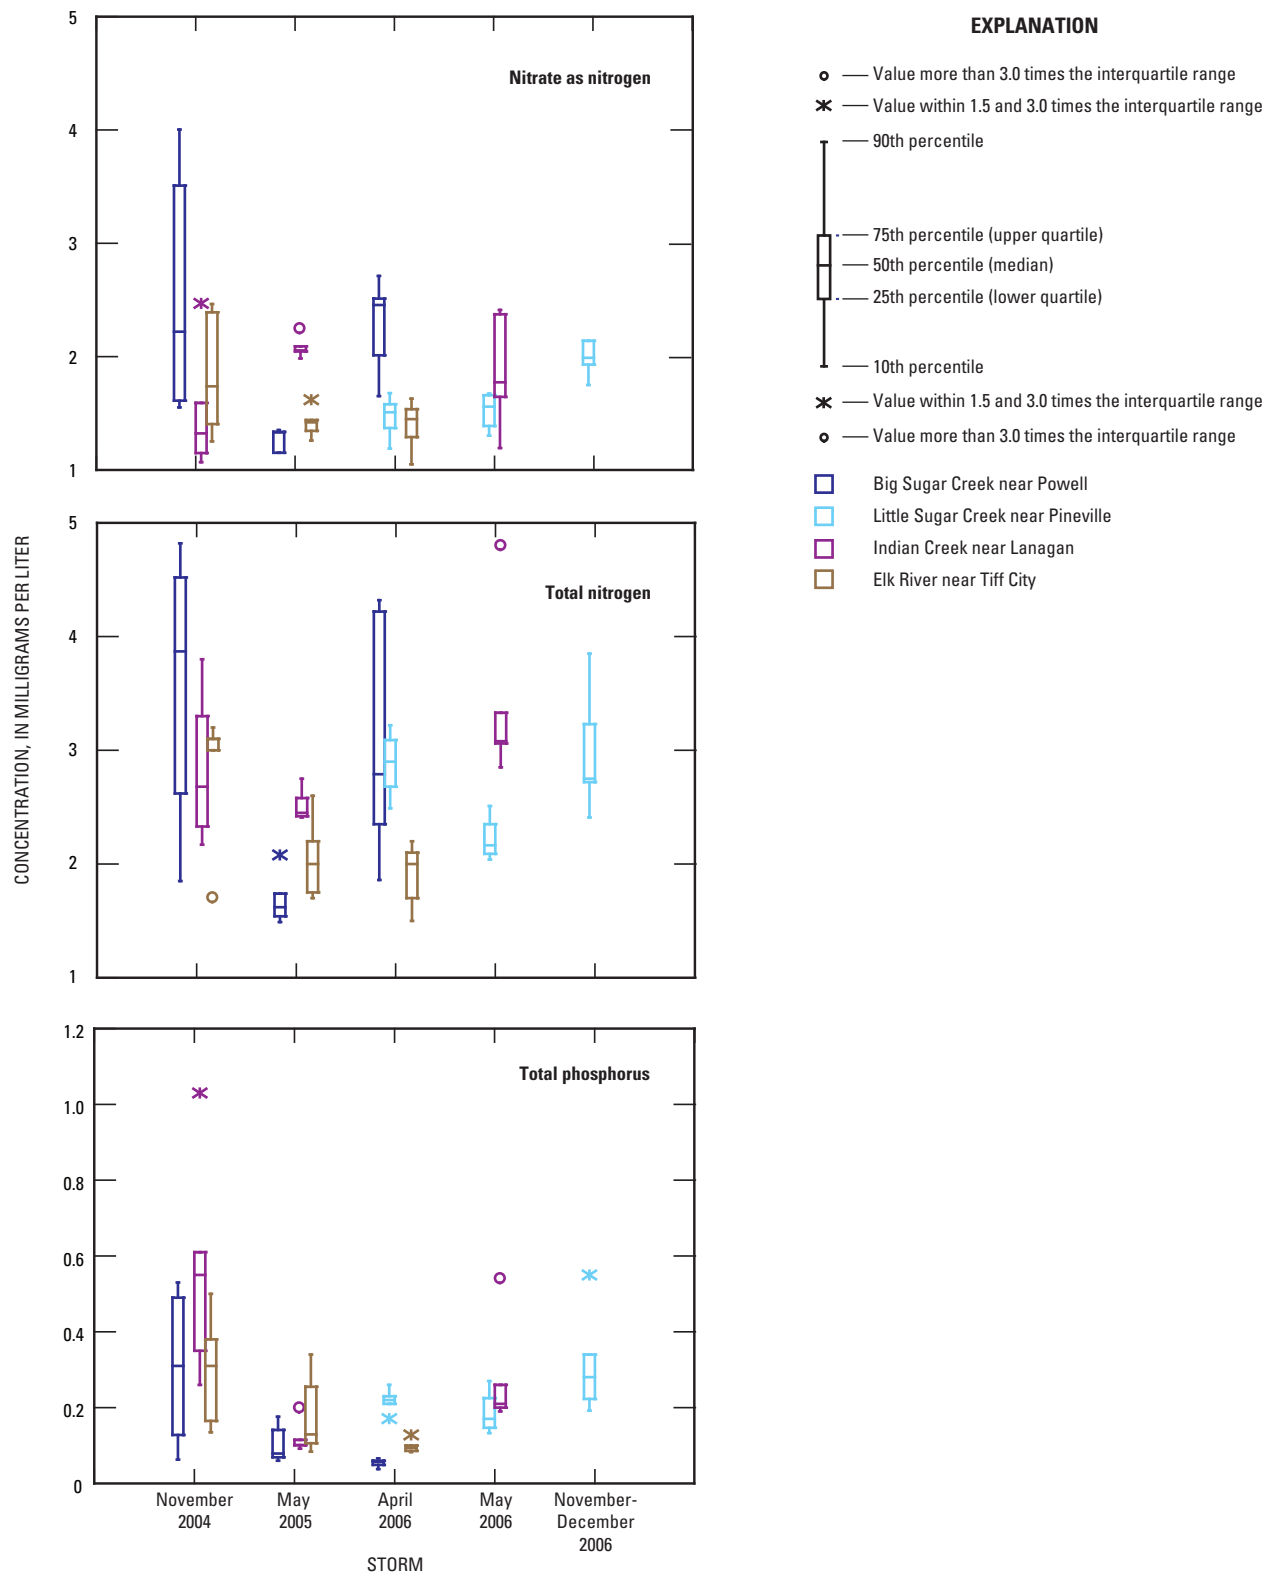 5
Nitrate as nitrogen
4
3
2
1
5
Total nitrogen
4
3
2
1
1.2
Total phosphorus
1.0
0.8
0.6
0.4
0.2
0
CONCENTRATION, IN MILLIGRAMS PER LITER
November
2004
May
2005
April
2006
May
2006
November-
December
2006
STORM
EXPLANATION
Value more than 3.0 times the interquartile range
Value within 1.5 and 3.0 times the interquartile range
90th percentile
75th percentile (upper quartile)
50th percentile (median)
25th percentile (lower quartile)
10th percentile
Value within 1.5 and 3.0 times the interquartile range
Value more than 3.0 times the interquartile range
Big Sugar Creek near Powell
Little Sugar Creek near Pineville
Indian Creek near Lanagan
Elk River near Tiff City